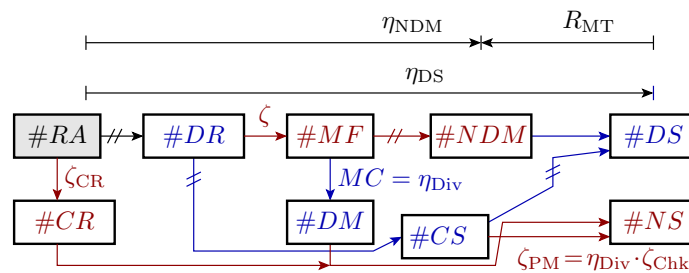 η_NDM R_MT
η_DS
#RA #DR ζ #MF #NDM #DS
ζ_CR MC = η_Div
#CR #DM #CS #NS
ζ_PM = η_Div · ζ_Chk